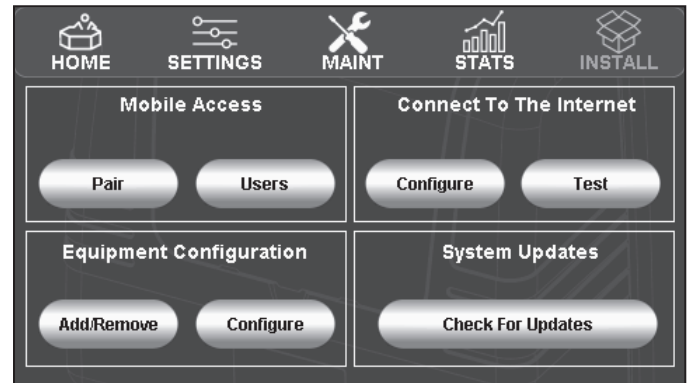 HOME SETTINGS MAINT STATS INSTALL
Mobile Access
Pair Users
Connect To The Internet
Configure Test
Equipment Configuration
Add/Remove Configure
System Updates
Check For Updates